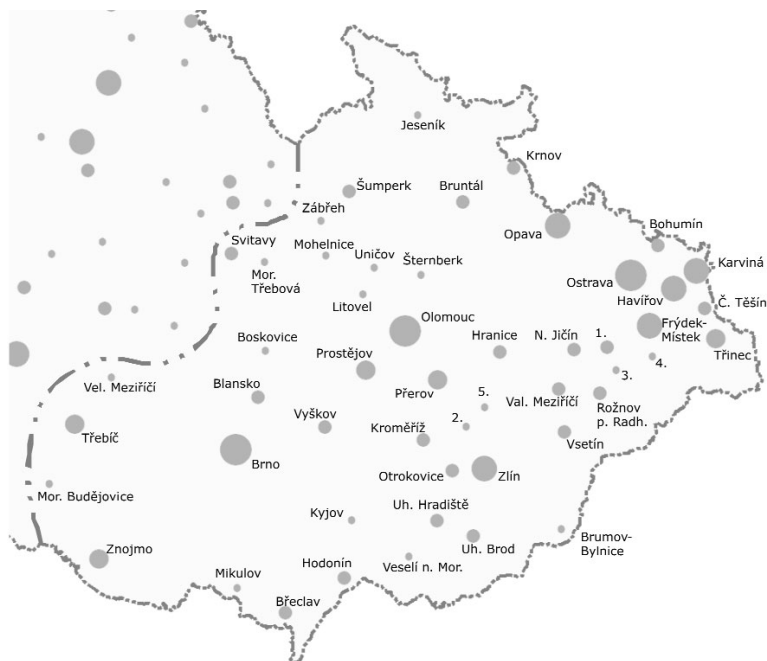 Jeseník
Krnov
Šumperk
Bruntál
Zábřeh
Opava
Bohumín
Svitavy
Mohelnice
Uničov
Šternberk
Karviná
Mor.
Třebová
Ostrava
Havířov
Č. Těšín
Litovel
Olomouc
Frýdek-
Místek
Boskovice
Hranice
N. Jičín
1.
Třinec
Prostějov
4.
3.
Vel. Meziříčí
Blansko
Přerov
5.
Val. Meziříčí
Rožnov
p. Radh.
Vyškov
2.
Třebíč
Kroměříž
Vsetín
Brno
Otrokovice
Zlín
Mor. Budějovice
Uh. Hradiště
Kyjov
Brumov-
Bylnice
Znojmo
Uh. Brod
Hodonín
Veselí n. Mor.
Mikulov
Břeclav